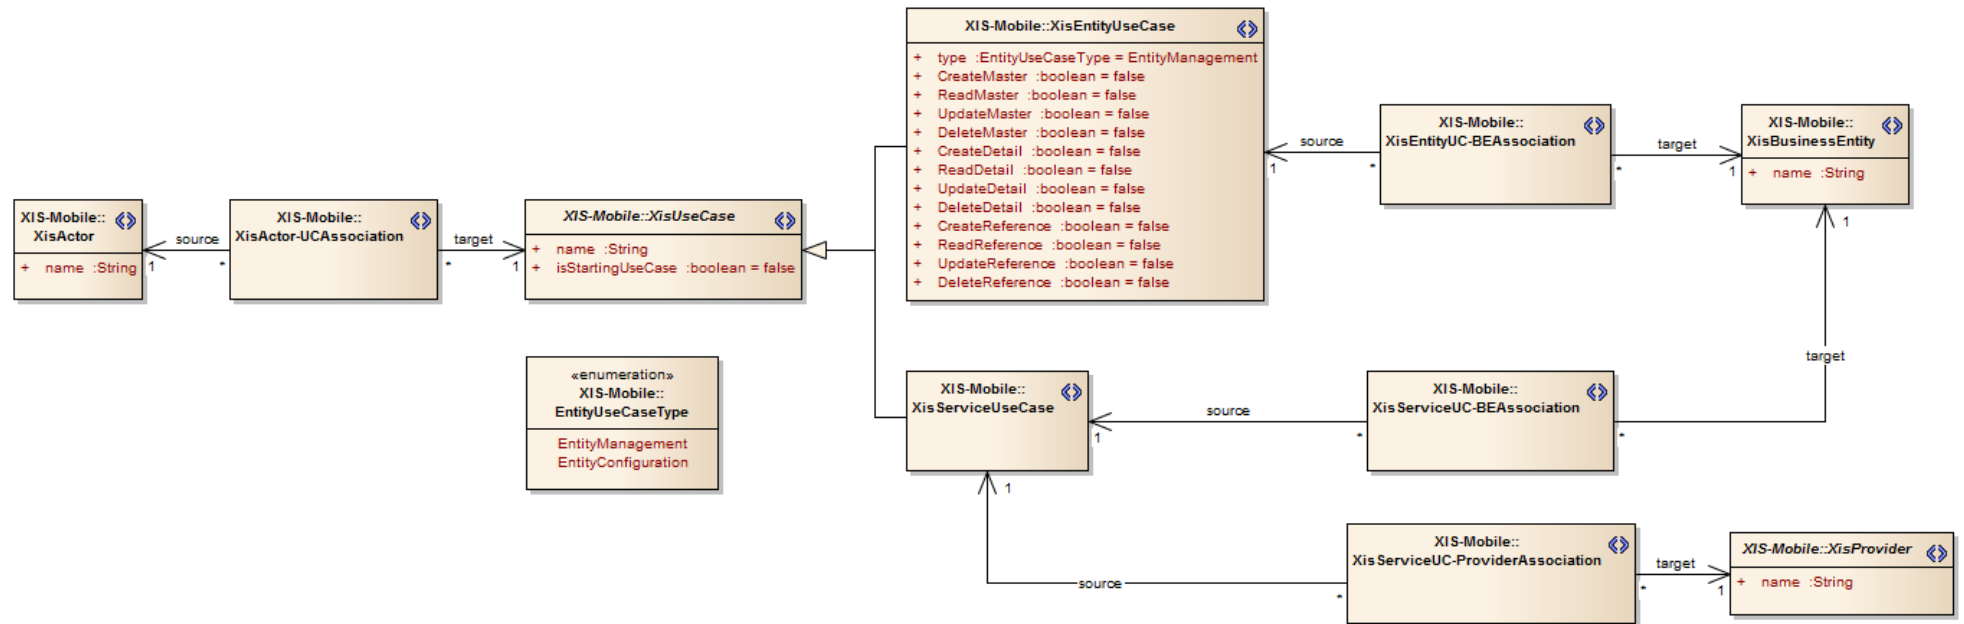 XIS-Mobile::XisEntityUseCase
+ type :EntityUseCaseType = EntityManagement
+ CreateMaster :boolean = false
+ ReadMaster :boolean = false
+ UpdateMaster :boolean = false
+ DeleteMaster :boolean = false
+ CreateDetail :boolean = false
+ ReadDetail :boolean = false
+ UpdateDetail :boolean = false
+ DeleteDetail :boolean = false
+ CreateReference :boolean = false
+ ReadReference :boolean = false
+ UpdateReference :boolean = false
+ DeleteReference :boolean = false
source
1
*
XIS-Mobile::
XisEntityUC-BEAssociation
target
*
1
XIS-Mobile::
XisBusinessEntity
+ name :String
1
XIS-Mobile::
XisActor
+ name :String
source
1
*
XIS-Mobile::
XisActor-UCAssociation
target
*
1
XIS-Mobile::XisUseCase
+ name :String
+ isStartingUseCase :boolean = false
«enumeration»
XIS-Mobile::
EntityUseCaseType
EntityManagement
EntityConfiguration
XIS-Mobile::
XisServiceUseCase
source
1
*
XIS-Mobile::
XisServiceUC-BEAssociation
*
target
1
source
*
XIS-Mobile::
XisServiceUC-ProviderAssociation
target
*
1
XIS-Mobile::XisProvider
+ name :String